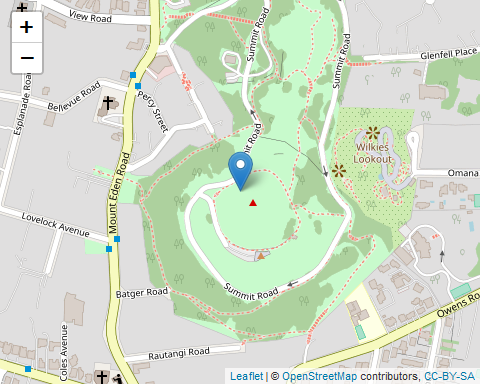 View Road
+
−
Summit Road
Summit Road
Glenfell Place
Esplanade Road
Bellevue Road
Percy Street
Wilkies
Lookout
Mount Eden Road
mit Road
Omana
Lovelock Avenue
Batger Road
Summit Road
Owens Ro
Coles Avenue
Rautangi Road
Leaflet | © OpenStreetMap contributors, CC-BY-SA